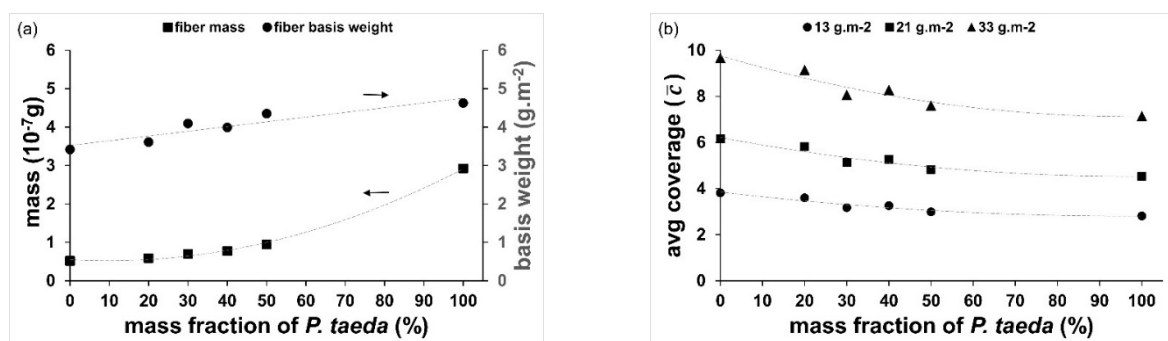 (a)
fiber mass
fiber basis weight
6
5
4
3
2
1
0
mass (10-7g)
6
5
4
3
2
1
0
basis weight (g.m-2)
0 10 20 30 40 50 60 70 80 90 100
mass fraction of P. taeda (%)
(b)
13 g.m-2
21 g.m-2
33 g.m-2
10
8
6
4
2
0
avg coverage ( c̄ )
0 10 20 30 40 50 60 70 80 90 100
mass fraction of P. taeda (%)